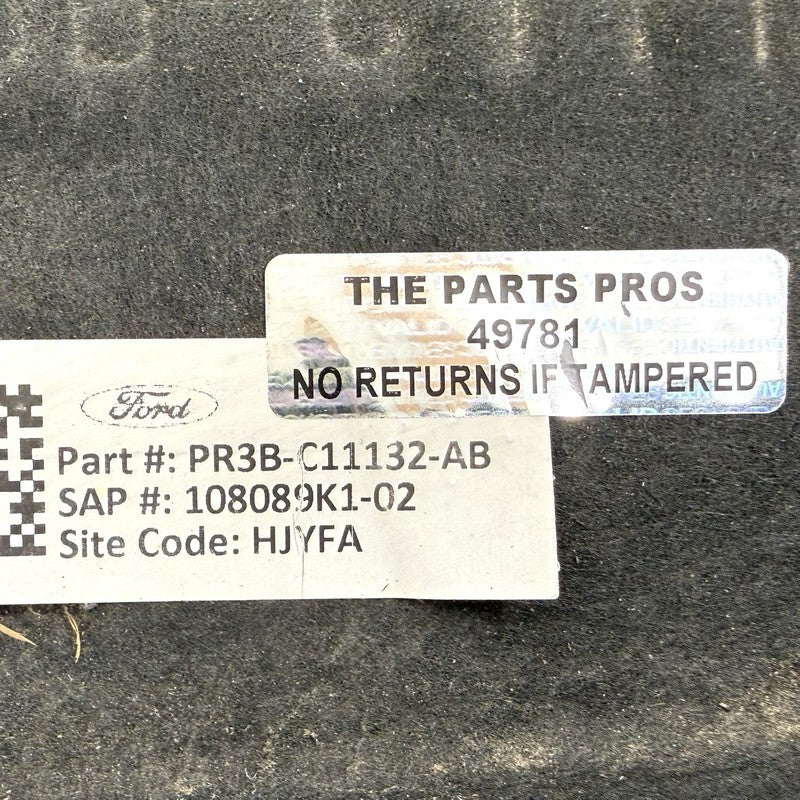 THE PARTS PROS
49781
NO RETURNS IF TAMPERED
Ford
Part #: PR3B-C11132-AB
SAP #: 108089K1-02
Site Code: HJYFA